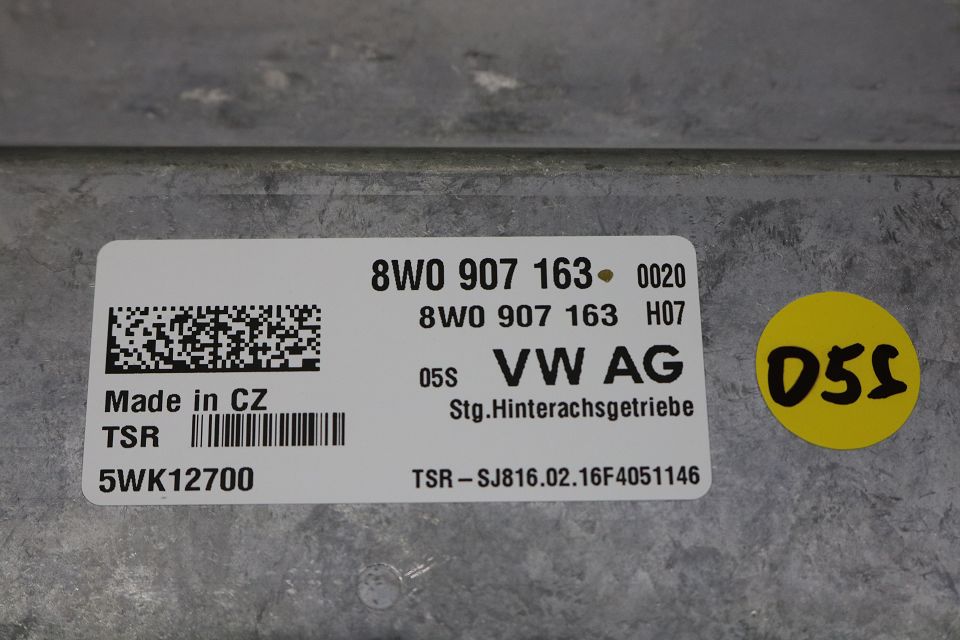 8W0 907 163 0020
8W0 907 163 H07
05S VW AG
Stg.Hinterachsgetriebe
Made in CZ
TSR
5WK12700
TSR-SJ816.02.16F4051146
05S